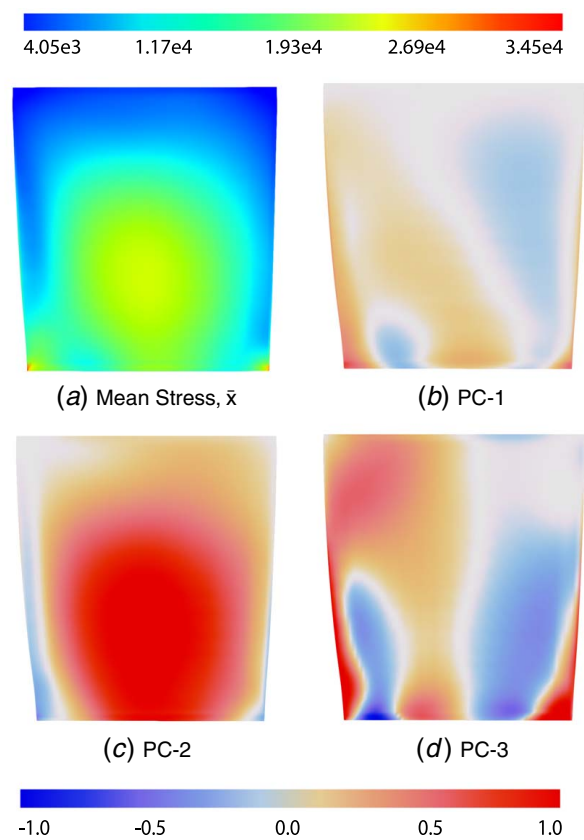 4.05e3 1.17e4 1.93e4 2.69e4 3.45e4
(a) Mean Stress, x̄
(b) PC-1
(c) PC-2
(d) PC-3
-1.0 -0.5 0.0 0.5 1.0